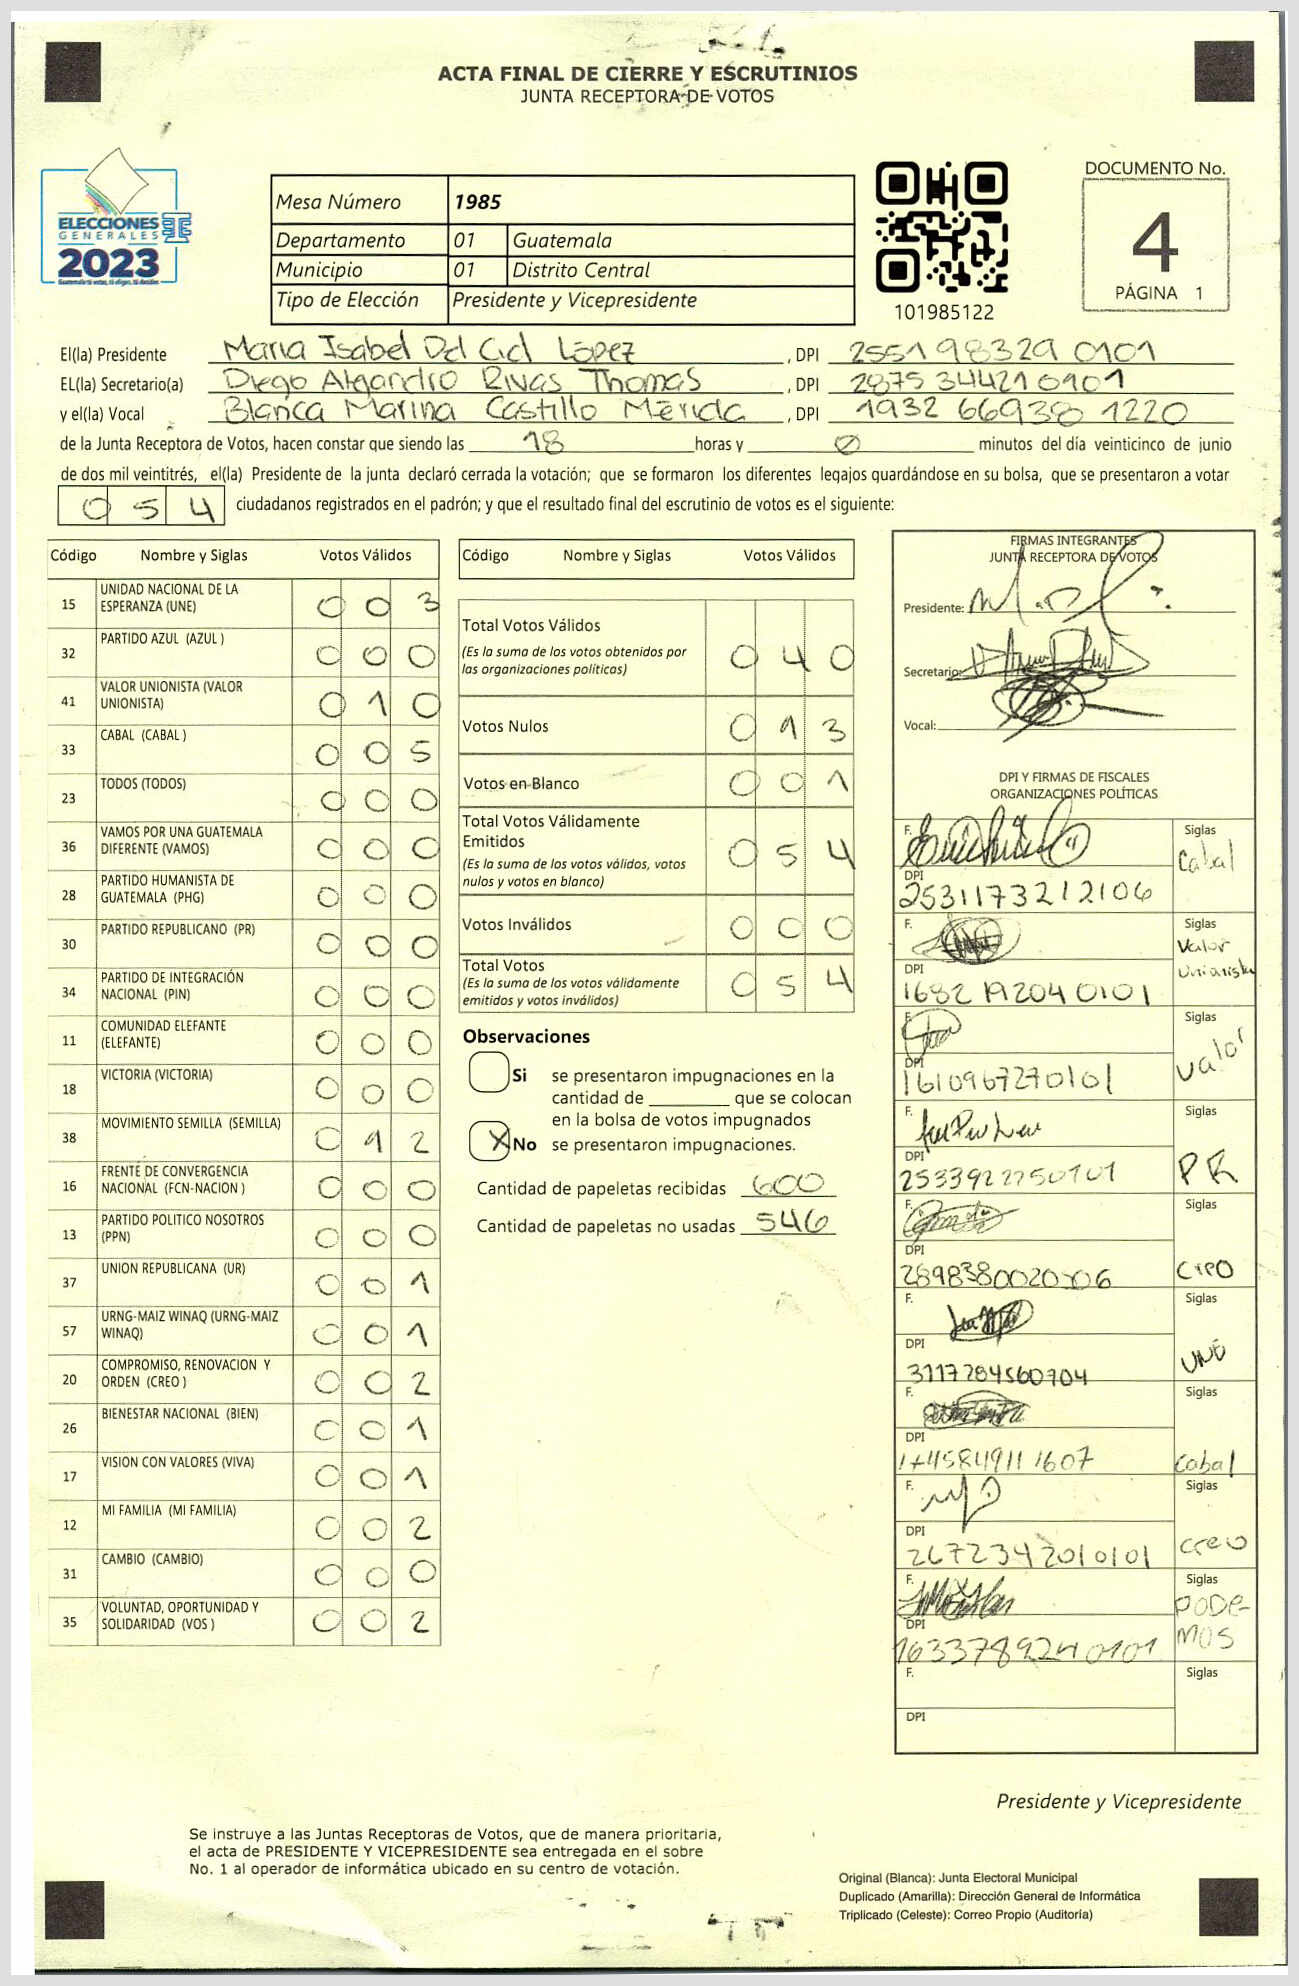 ACTA FINAL DE CIERRE Y ESCRUTINIOS
JUNTA RECEPTORA DE VOTOS
ELECCIONES
GENERALES
2023
Mesa Número 1985
Departamento 01 Guatemala
Municipio 01 Distrito Central
Tipo de Elección Presidente y Vicepresidente
101985122
DOCUMENTO No.
4
PÁGINA 1
El(la) Presidente Maria Isabel Del Cid López, DPI 2551 98329 0101
EL(la) Secretario(a) Diego Alejandro Rivas Thomas, DPI 2875 34421 0101
y el(la) Vocal Blanca Marina Castillo Mérida, DPI 1932 66938 1220
de la Junta Receptora de Votos, hacen constar que siendo las 18 horas y 0 minutos del día veinticinco de junio
de dos mil veintitrés, el(la) Presidente de la junta declaró cerrada la votación; que se formaron los diferentes legajos guardándose en su bolsa, que se presentaron a votar
0 5 4 ciudadanos registrados en el padrón; y que el resultado final del escrutinio de votos es el siguiente:
Código Nombre y Siglas Votos Válidos
15 UNIDAD NACIONAL DE LA ESPERANZA (UNE) 0 0 3
32 PARTIDO AZUL (AZUL ) 0 0 0
41 VALOR UNIONISTA (VALOR UNIONISTA) 0 1 0
33 CABAL (CABAL ) 0 0 5
23 TODOS (TODOS) 0 0 0
36 VAMOS POR UNA GUATEMALA DIFERENTE (VAMOS) 0 0 0
28 PARTIDO HUMANISTA DE GUATEMALA (PHG) 0 0 0
30 PARTIDO REPUBLICANO (PR) 0 0 0
34 PARTIDO DE INTEGRACIÓN NACIONAL (PIN) 0 0 0
11 COMUNIDAD ELEFANTE (ELEFANTE) 0 0 0
18 VICTORIA (VICTORIA) 0 0 0
38 MOVIMIENTO SEMILLA (SEMILLA) 0 1 2
16 FRENTE DE CONVERGENCIA NACIONAL (FCN-NACION ) 0 0 0
13 PARTIDO POLITICO NOSOTROS (PPN) 0 0 0
37 UNION REPUBLICANA (UR) 0 0 1
57 URNG-MAIZ WINAQ (URNG-MAIZ WINAQ) 0 0 1
20 COMPROMISO, RENOVACION Y ORDEN (CREO ) 0 0 2
26 BIENESTAR NACIONAL (BIEN) 0 0 1
17 VISION CON VALORES (VIVA) 0 0 1
12 MI FAMILIA (MI FAMILIA) 0 0 2
31 CAMBIO (CAMBIO) 0 0 0
35 VOLUNTAD, OPORTUNIDAD Y SOLIDARIDAD (VOS ) 0 0 2
Código Nombre y Siglas Votos Válidos
Total Votos Válidos 0 4 0
(Es la suma de los votos obtenidos por
las organizaciones políticas)
Votos Nulos 0 1 3
Votos en Blanco 0 0 1
Total Votos Válidamente
Emitidos 0 5 4
(Es la suma de los votos válidos, votos
nulos y votos en blanco)
Votos Inválidos 0 0 0
Total Votos 0 5 4
(Es la suma de los votos válidamente
emitidos y votos inválidos)
Observaciones
Si se presentaron impugnaciones en la
cantidad de ________ que se colocan
en la bolsa de votos impugnados
X No se presentaron impugnaciones.
Cantidad de papeletas recibidas 600
Cantidad de papeletas no usadas 546
FIRMAS INTEGRANTES
JUNTA RECEPTORA DE VOTOS
Presidente:
Secretario:
Vocal:
DPI Y FIRMAS DE FISCALES
ORGANIZACIONES POLÍTICAS
F. Siglas Cabal
DPI 2531173212106
F. Siglas Valor Unionista
DPI 1682 19204 0101
F. Siglas Valor
DPI 1610967270101
F. Siglas PR
DPI 2533922750101
F. Siglas Creo
DPI
F. Siglas UNE
DPI 3117284560704
F. Siglas Cabal
DPI
F. Siglas Creo
DPI 2672342010101
F. Siglas PODEMOS
DPI 1633789240101
F. Siglas
DPI
Presidente y Vicepresidente
Se instruye a las Juntas Receptoras de Votos, que de manera prioritaria,
el acta de PRESIDENTE Y VICEPRESIDENTE sea entregada en el sobre
No. 1 al operador de informática ubicado en su centro de votación.
Original (Blanca): Junta Electoral Municipal
Duplicado (Amarilla): Dirección General de Informática
Triplicado (Celeste): Correo Propio (Auditoría)